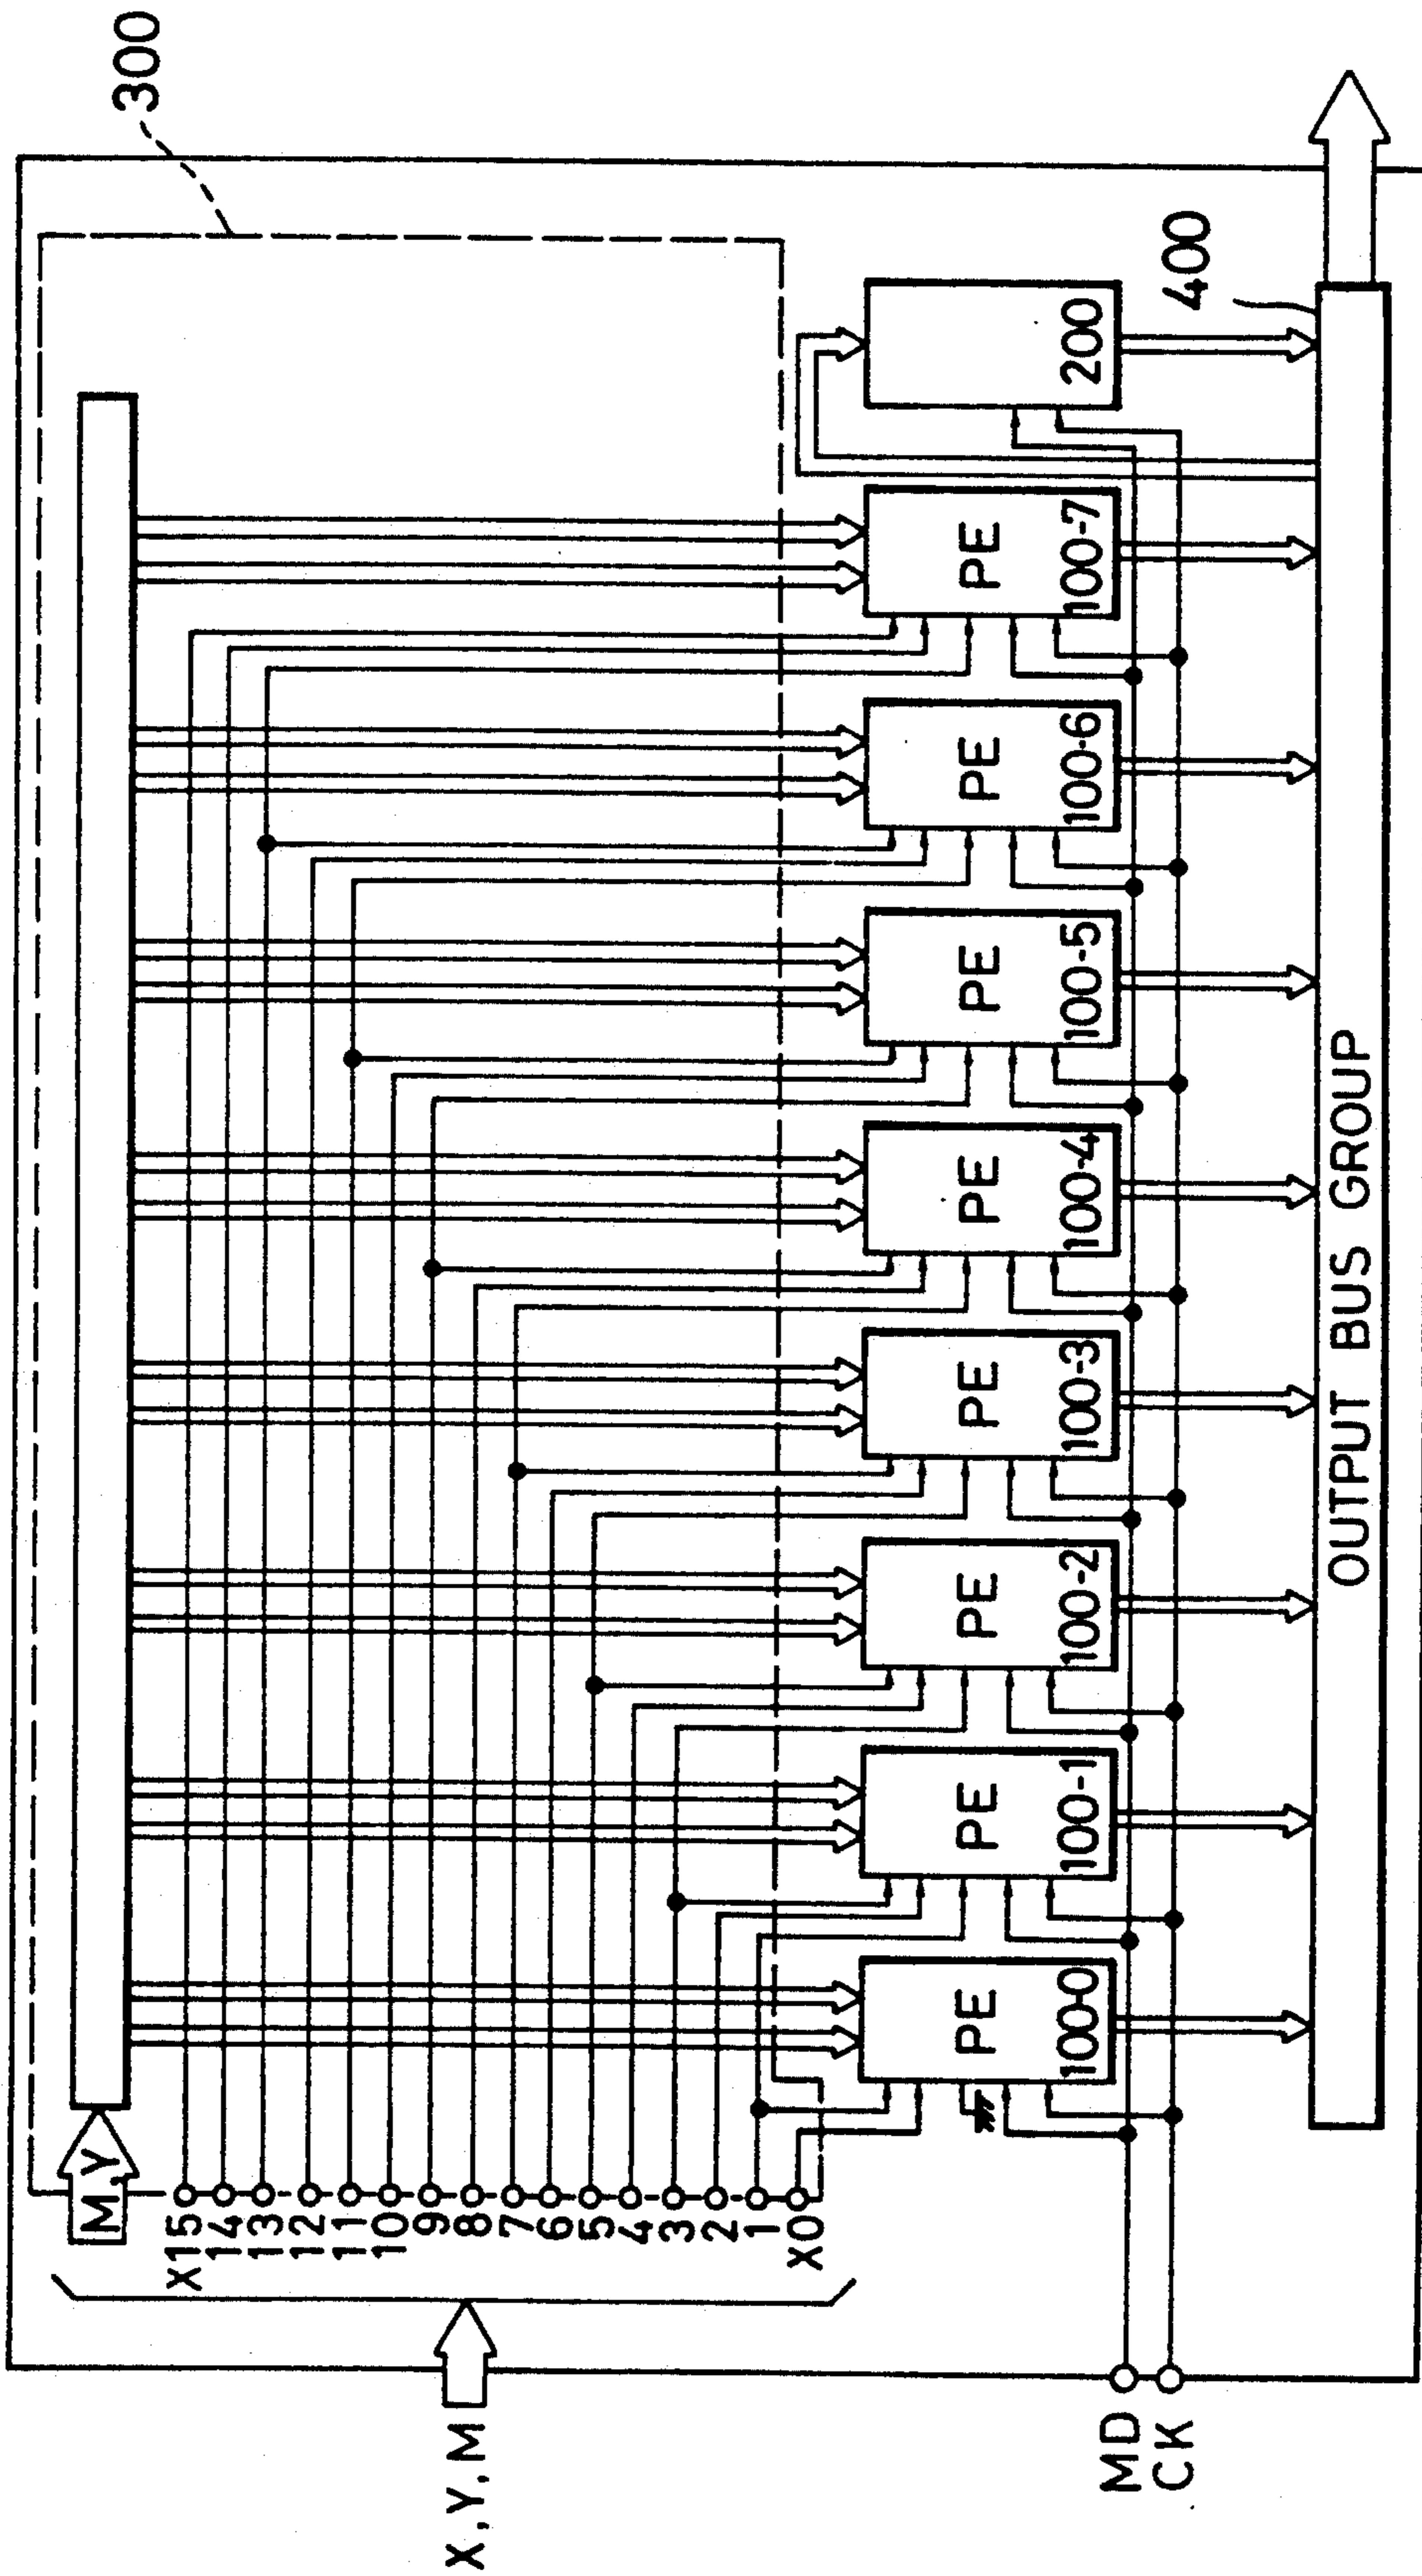 300
M,Y
X15
14
13
12
11
10
9
8
7
6
5
4
3
2
1
X0
X,Y,M
PE
100-0
PE
100-1
PE
100-2
PE
100-3
PE
100-4
PE
100-5
PE
100-6
PE
100-7
200
MD
CK
400
OUTPUT BUS GROUP